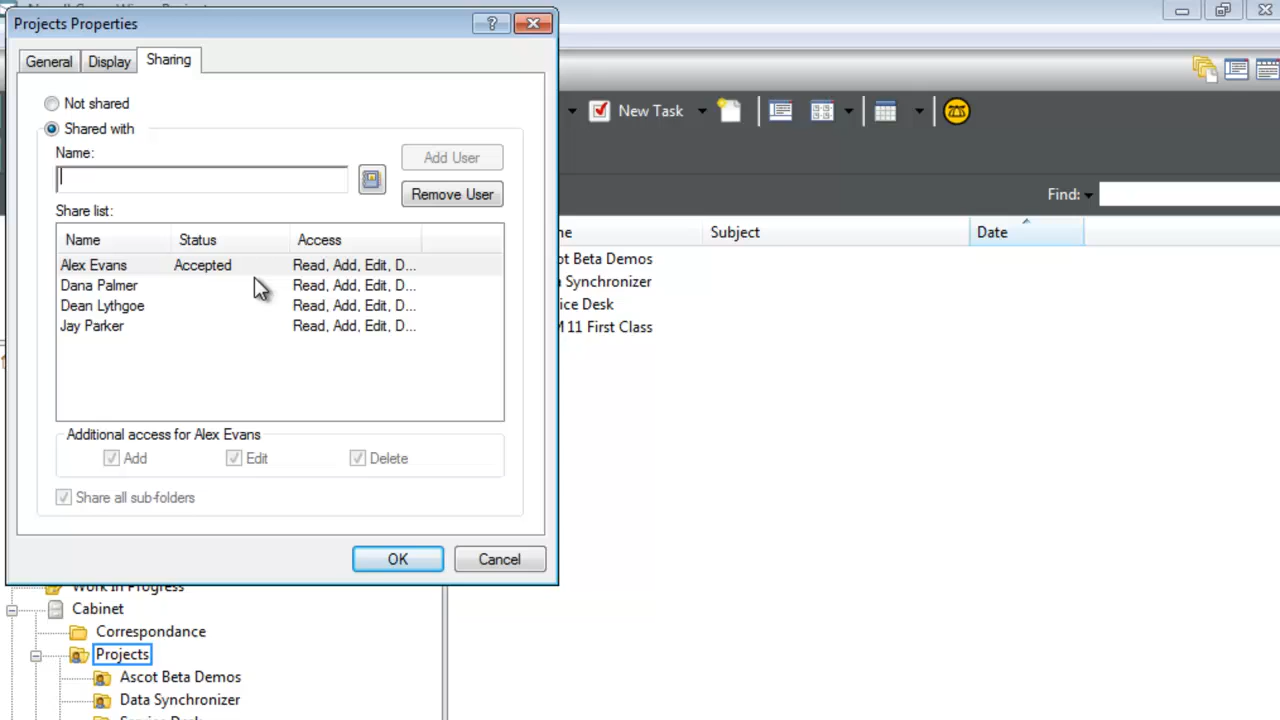 Projects Properties
General Display Sharing
Not shared
Shared with
Name:
Add User
Remove User
Share list:
Name Status Access
Alex Evans Accepted Read, Add, Edit, D...
Dana Palmer Read, Add, Edit, D...
Dean Lythgoe Read, Add, Edit, D...
Jay Parker Read, Add, Edit, D...
Additional access for Alex Evans
Add Edit Delete
Share all sub-folders
OK Cancel
New Task
Find:
Subject Date
ot Beta Demos
Synchronizer
ice Desk
M 11 First Class
Work In Progress
Cabinet
Correspondance
Projects
Ascot Beta Demos
Data Synchronizer
Service Desk